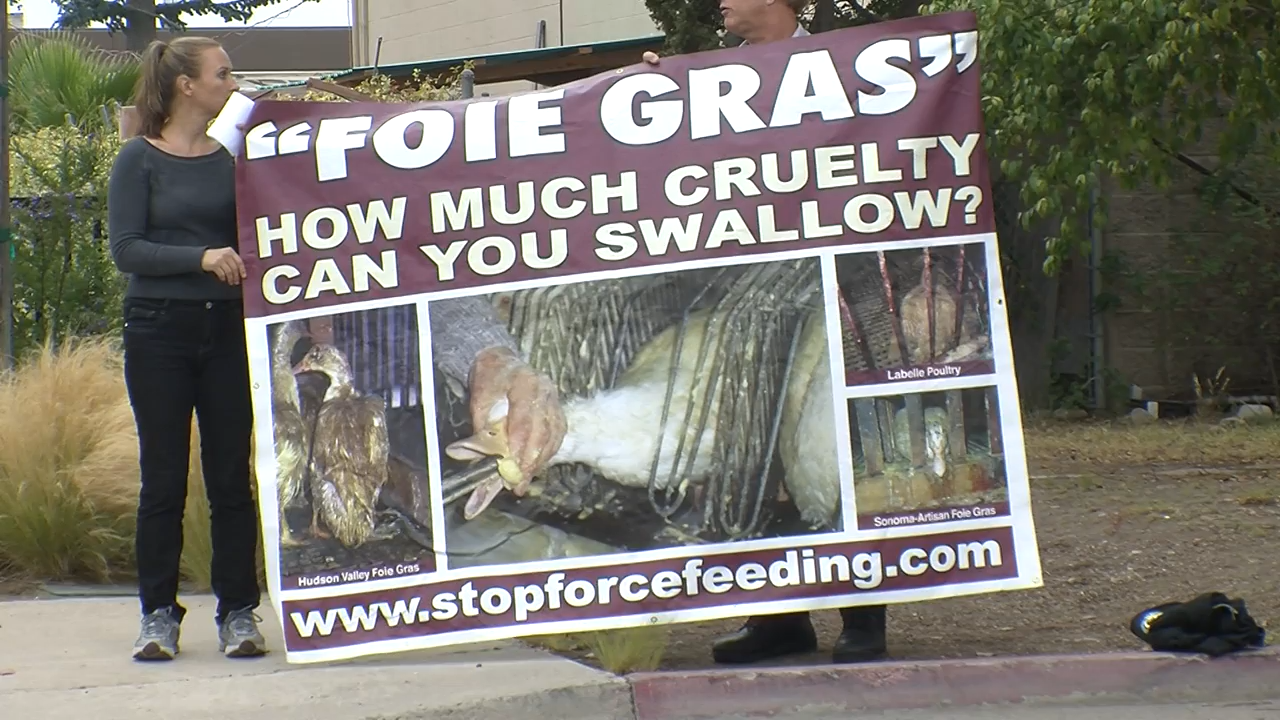 “FOIE GRAS”
HOW MUCH CRUELTY
CAN YOU SWALLOW?
Labelle Poultry
Sonoma-Artisan Foie Gras
Hudson Valley Foie Gras
www.stopforcefeeding.com